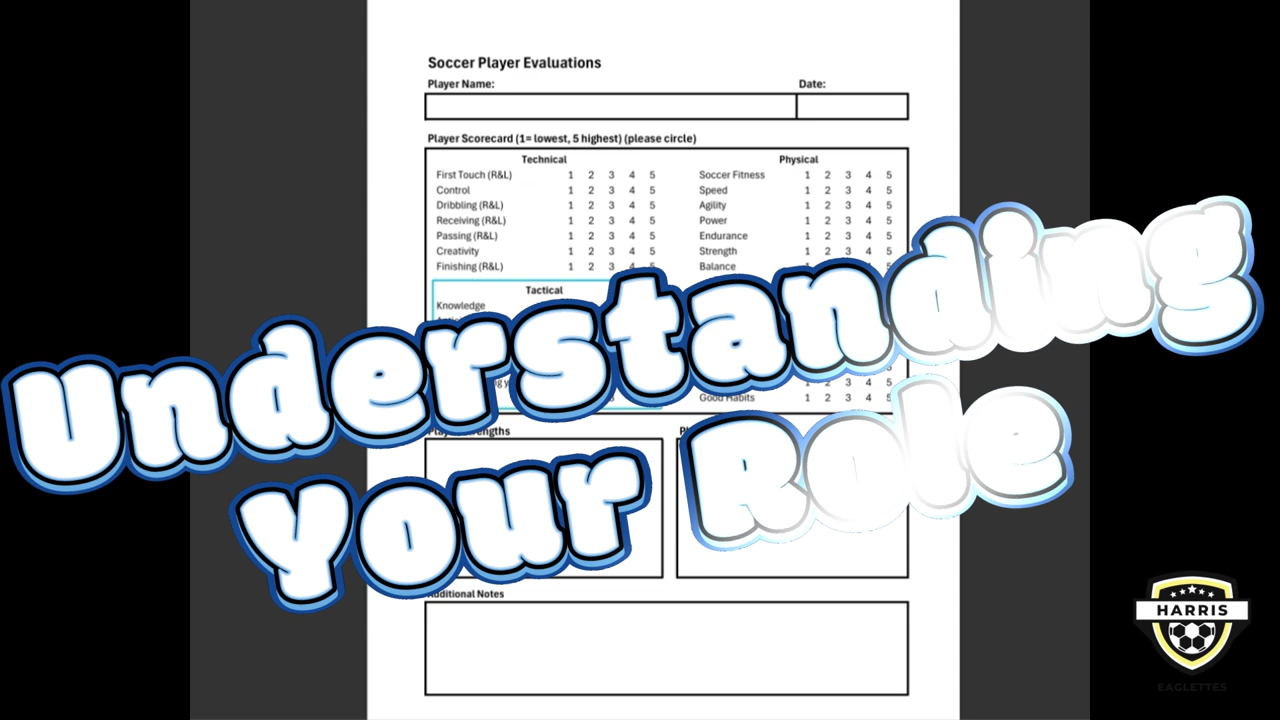 Soccer Player Evaluations
Player Name: Date:
Player Scorecard (1= lowest, 5 highest) (please circle)
Technical Physical
First Touch (R&L) 1 2 3 4 5 Soccer Fitness 1 2 3 4 5
Control 1 2 3 4 5 Speed 1 2 3 4 5
Dribbling (R&L) 1 2 3 4 5 Agility 1 2 3 4 5
Receiving (R&L) 1 2 3 4 5 Power 1 2 3 4 5
Passing (R&L) 1 2 3 4 5 Endurance 1 2 3 4 5
Creativity 1 2 3 4 5 Strength 1 2 3 4 5
Finishing (R&L) 1 2 3 4 5 Balance
Tactical
Knowledge
Understanding
Your Role
1 2 3 4 5
Good Habits 1 2 3 4 5
Additional Notes
HARRIS
EAGLETTES